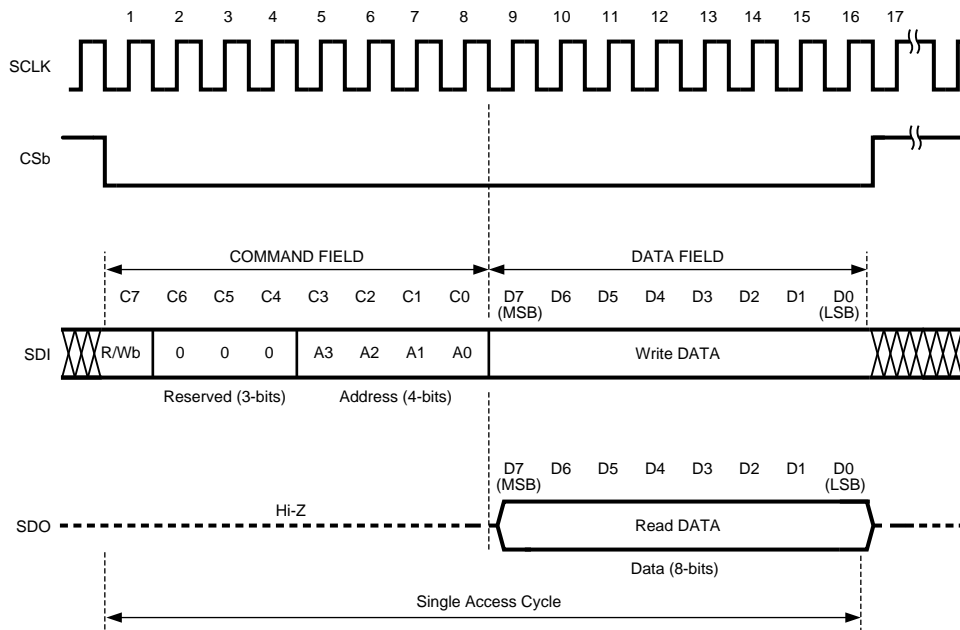 1 2 3 4 5 6 7 8 9 10 11 12 13 14 15 16 17
SCLK
CSb
COMMAND FIELD DATA FIELD
C7 C6 C5 C4 C3 C2 C1 C0 D7 D6 D5 D4 D3 D2 D1 D0
(MSB) (LSB)
SDI R/Wb 0 0 0 A3 A2 A1 A0 Write DATA
Reserved (3-bits) Address (4-bits)
D7 D6 D5 D4 D3 D2 D1 D0
(MSB) (LSB)
Hi-Z
SDO Read DATA
Data (8-bits)
Single Access Cycle